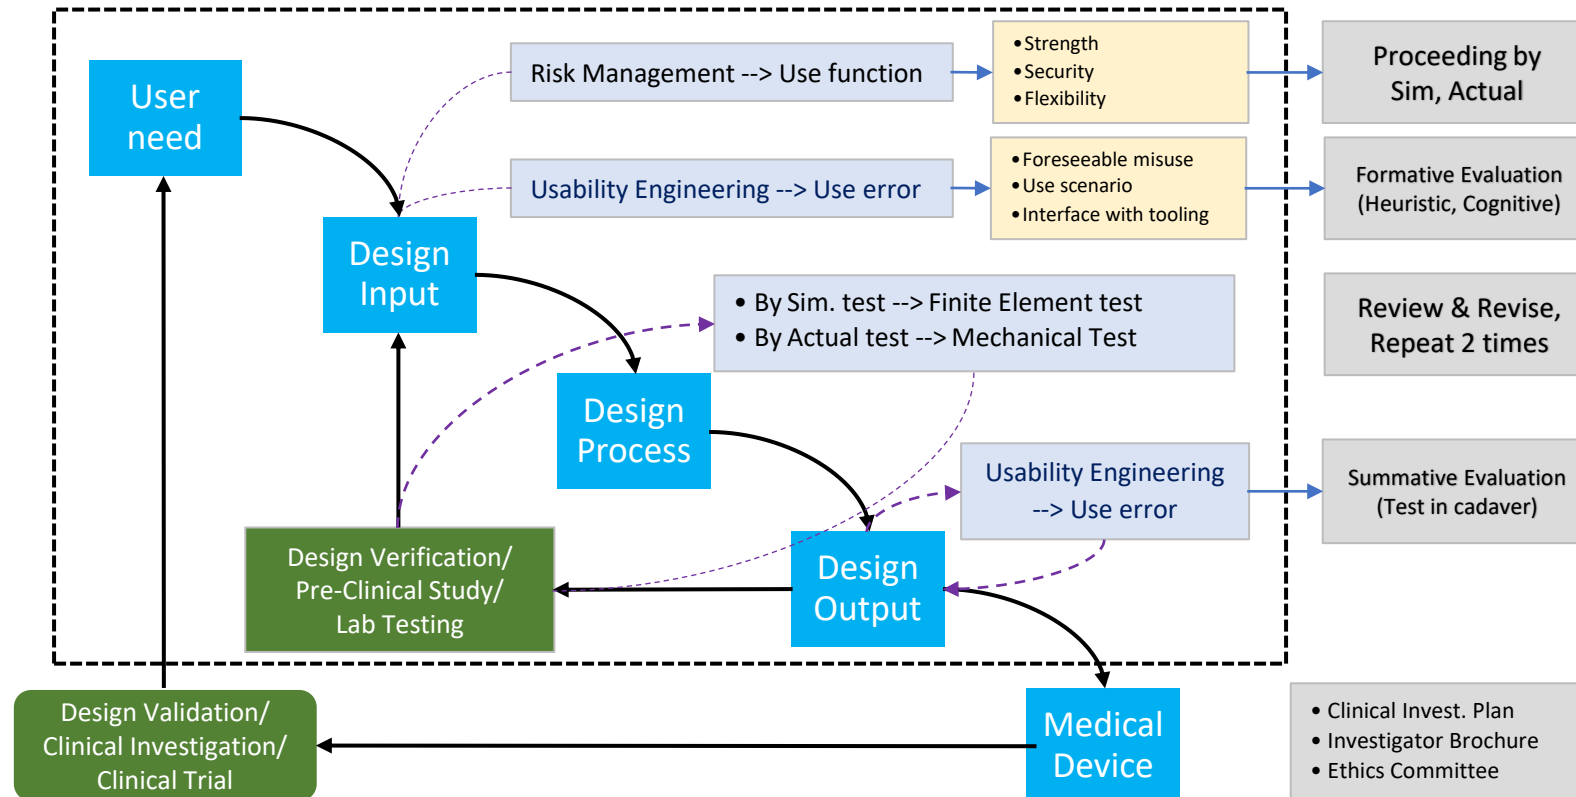 User
need
Risk Management --> Use function
• Strength
• Security
• Flexibility
Proceeding by
Sim, Actual
Usability Engineering --> Use error
• Foreseeable misuse
• Use scenario
• Interface with tooling
Formative Evaluation
(Heuristic, Cognitive)
Design
Input
• By Sim. test --> Finite Element test
• By Actual test --> Mechanical Test
Review & Revise,
Repeat 2 times
Design
Process
Usability Engineering
--> Use error
Summative Evaluation
(Test in cadaver)
Design Verification/
Pre-Clinical Study/
Lab Testing
Design
Output
Design Validation/
Clinical Investigation/
Clinical Trial
Medical
Device
• Clinical Invest. Plan
• Investigator Brochure
• Ethics Committee